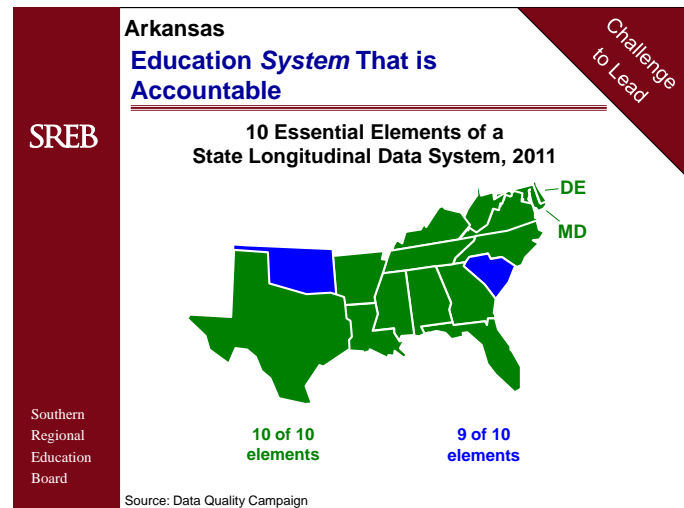 Arkansas
Education System That is
Accountable
Challenge
to Lead
SREB
10 Essential Elements of a
State Longitudinal Data System, 2011
DE
MD
Southern
Regional
Education
Board
10 of 10
elements
9 of 10
elements
Source: Data Quality Campaign